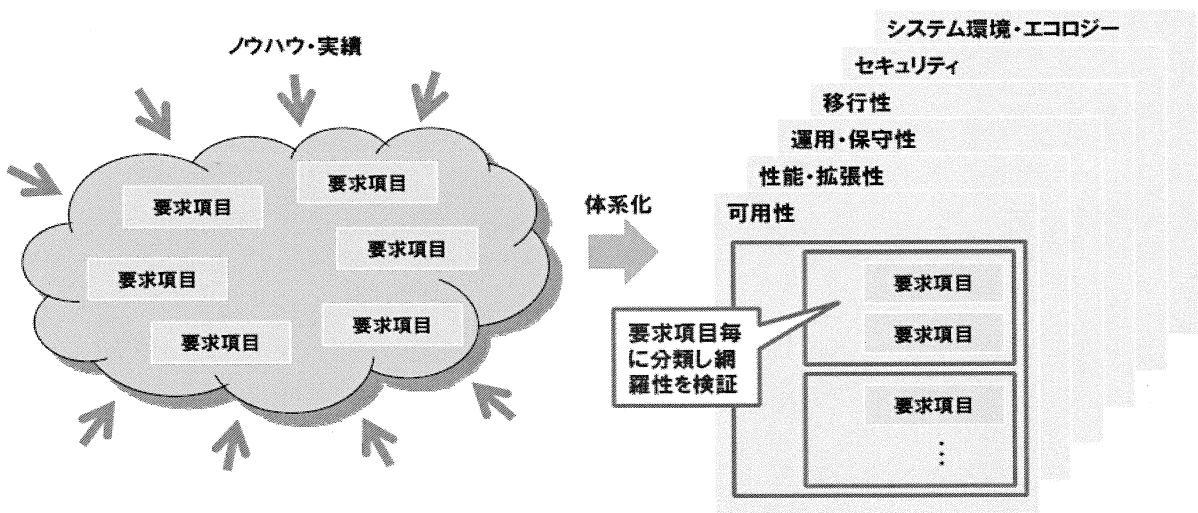 ノウハウ・実績
要求項目
要求項目
要求項目
要求項目
要求項目
要求項目
体系化
システム環境・エコロジー
セキュリティ
移行性
運用・保守性
性能・拡張性
可用性
要求項目
要求項目
要求項目毎
に分類し網
羅性を検証
要求項目
⋮